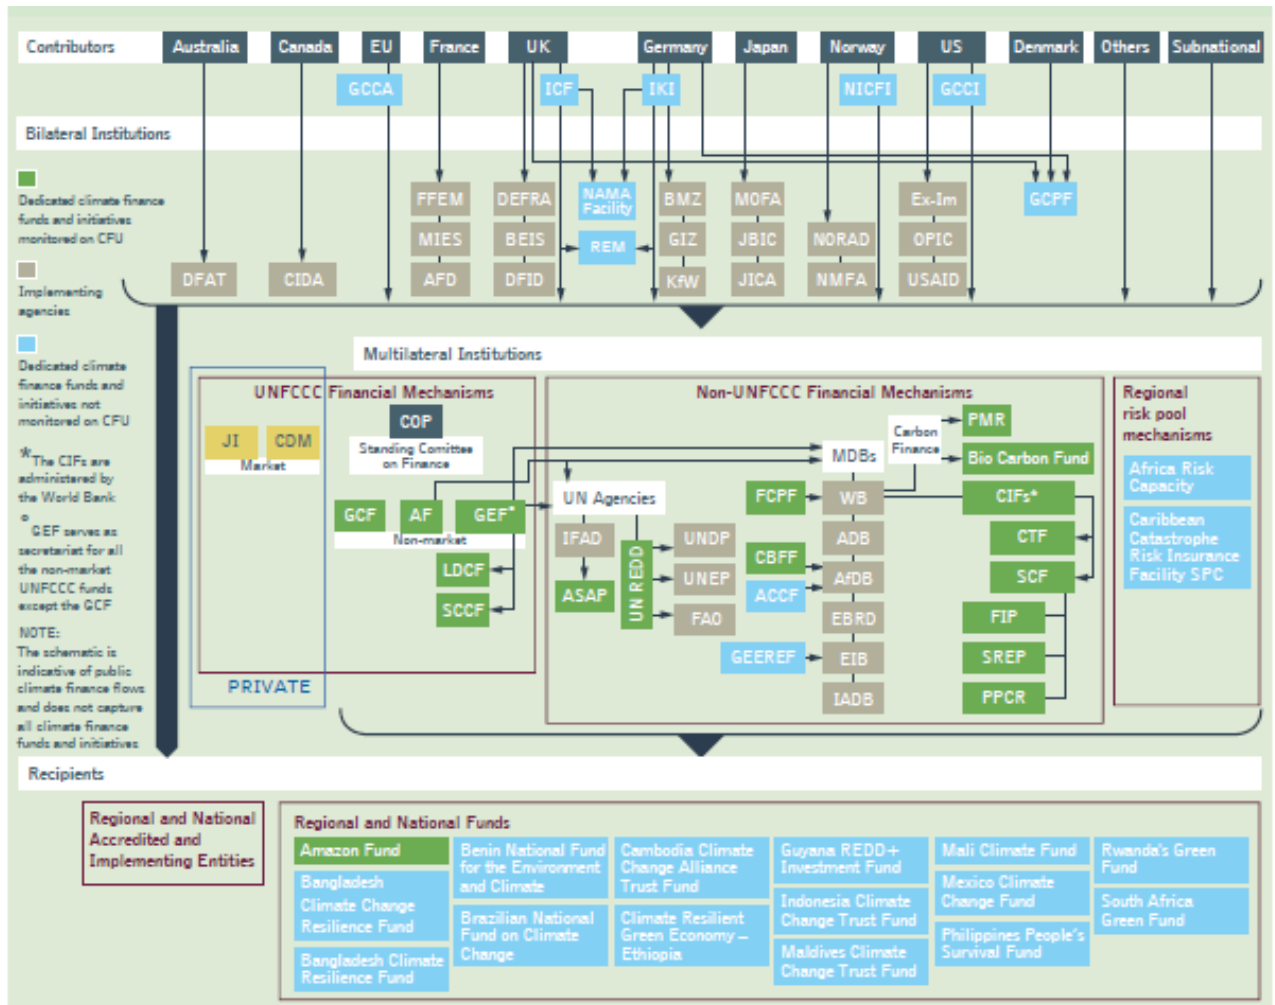 Contributors
Australia
Canada
EU
France
UK
Germany
Japan
Norway
US
Denmark
Others
Subnational
GCCA
ICF
IKI
NICFI
GCCI
Bilateral Institutions
Dedicated climate finance
funds and initiatives
monitored on CFU
Implementing
agencies
Dedicated climate
finance funds and
initiatives not
monitored on CFU
*The CIFs are
administered by
the World Bank
° GEF serves as
secretariat for all
the non-market
UNFCCC funds
except the GCF
NOTE:
The schematic is
indicative of public
climate finance flows
and does not capture
all climate finance
funds and initiatives
DFAT
CIDA
FFEM
MIES
AFD
DEFRA
BEIS
DFID
NAMA
Facility
REM
BMZ
GIZ
KfW
MOFA
JBIC
JICA
NORAD
NMFA
Ex-Im
OPIC
USAID
GCPF
Multilateral Institutions
UNFCCC Financial Mechanisms
COP
Standing Comittee
on Finance
JI
CDM
Market
GCF
AF
GEF*
Non-market
LDCF
SCCF
PRIVATE
Non-UNFCCC Financial Mechanisms
UN Agencies
IFAD
ASAP
UN REDD
UNDP
UNEP
FAO
MDBs
Carbon
Finance
PMR
Bio Carbon Fund
FCPF
WB
CIFs*
ADB
CTF
CBFF
AfDB
SCF
ACCF
EBRD
FIP
GEEREF
EIB
SREP
IADB
PPCR
Regional
risk pool
mechanisms
Africa Risk
Capacity
Caribbean
Catastrophe
Risk Insurance
Facility SPC
Recipients
Regional and National
Accredited and
Implementing Entities
Regional and National Funds
Amazon Fund
Bangladesh
Climate Change
Resilience Fund
Bangladesh Climate
Resilience Fund
Benin National Fund
for the Environment
and Climate
Brazilian National
Fund on Climate
Change
Cambodia Climate
Change Alliance
Trust Fund
Climate Resilient
Green Economy –
Ethiopia
Guyana REDD+
Investment Fund
Indonesia Climate
Change Trust Fund
Maldives Climate
Change Trust Fund
Mali Climate Fund
Mexico Climate
Change Fund
Philippines People's
Survival Fund
Rwanda's Green
Fund
South Africa
Green Fund